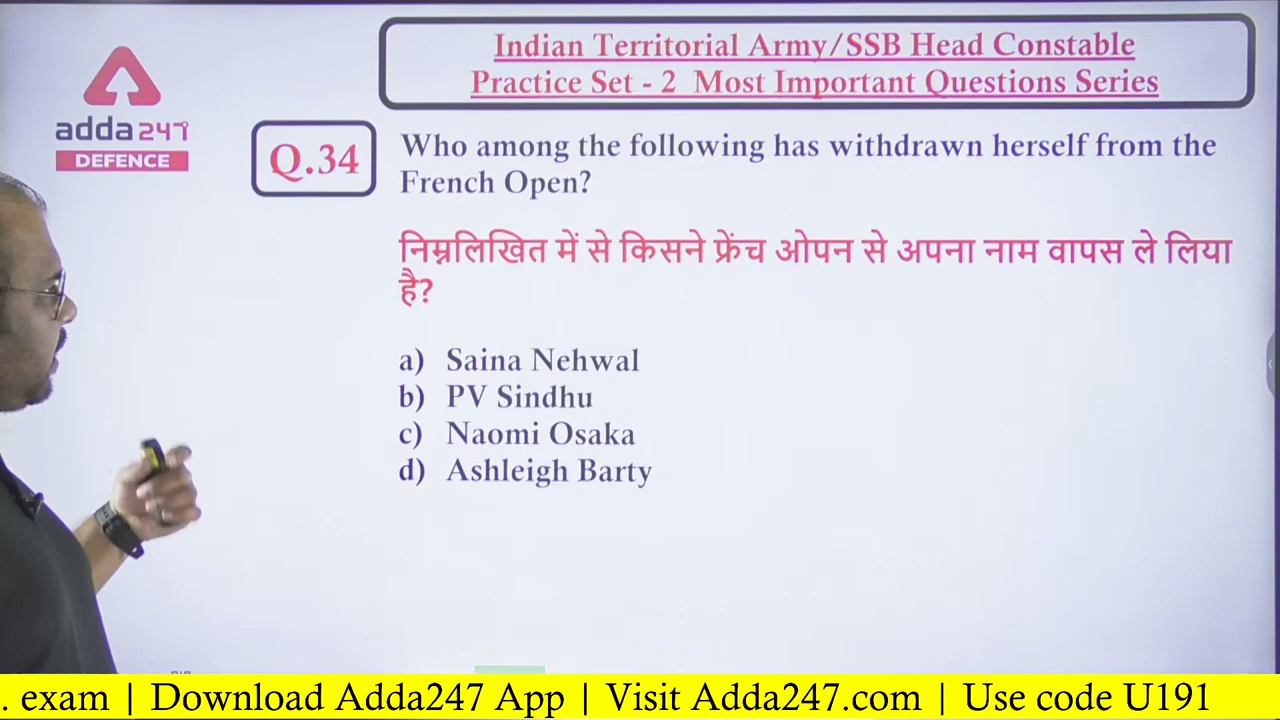 Indian Territorial Army/SSB Head Constable
Practice Set - 2 Most Important Questions Series
adda247
DEFENCE
Q.34
Who among the following has withdrawn herself from the
French Open?
निम्नलिखित में से किसने फ्रेंच ओपन से अपना नाम वापस ले लिया
है?
a) Saina Nehwal
b) PV Sindhu
c) Naomi Osaka
d) Ashleigh Barty
. exam | Download Adda247 App | Visit Adda247.com | Use code U191